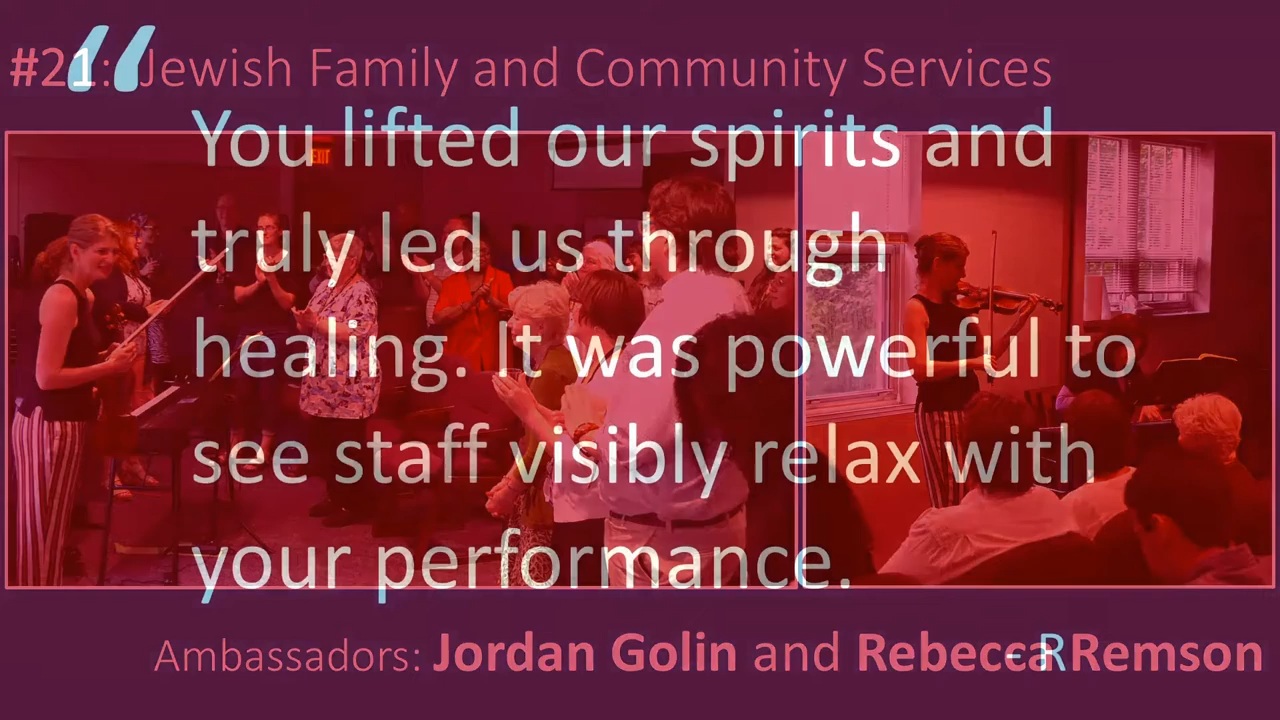 #21: Jewish Family and Community Services
“
You lifted our spirits and
truly led us through
healing. It was powerful to
see staff visibly relax with
your performance.
EXIT
Ambassadors: Jordan Golin and Rebecca Remson
- R